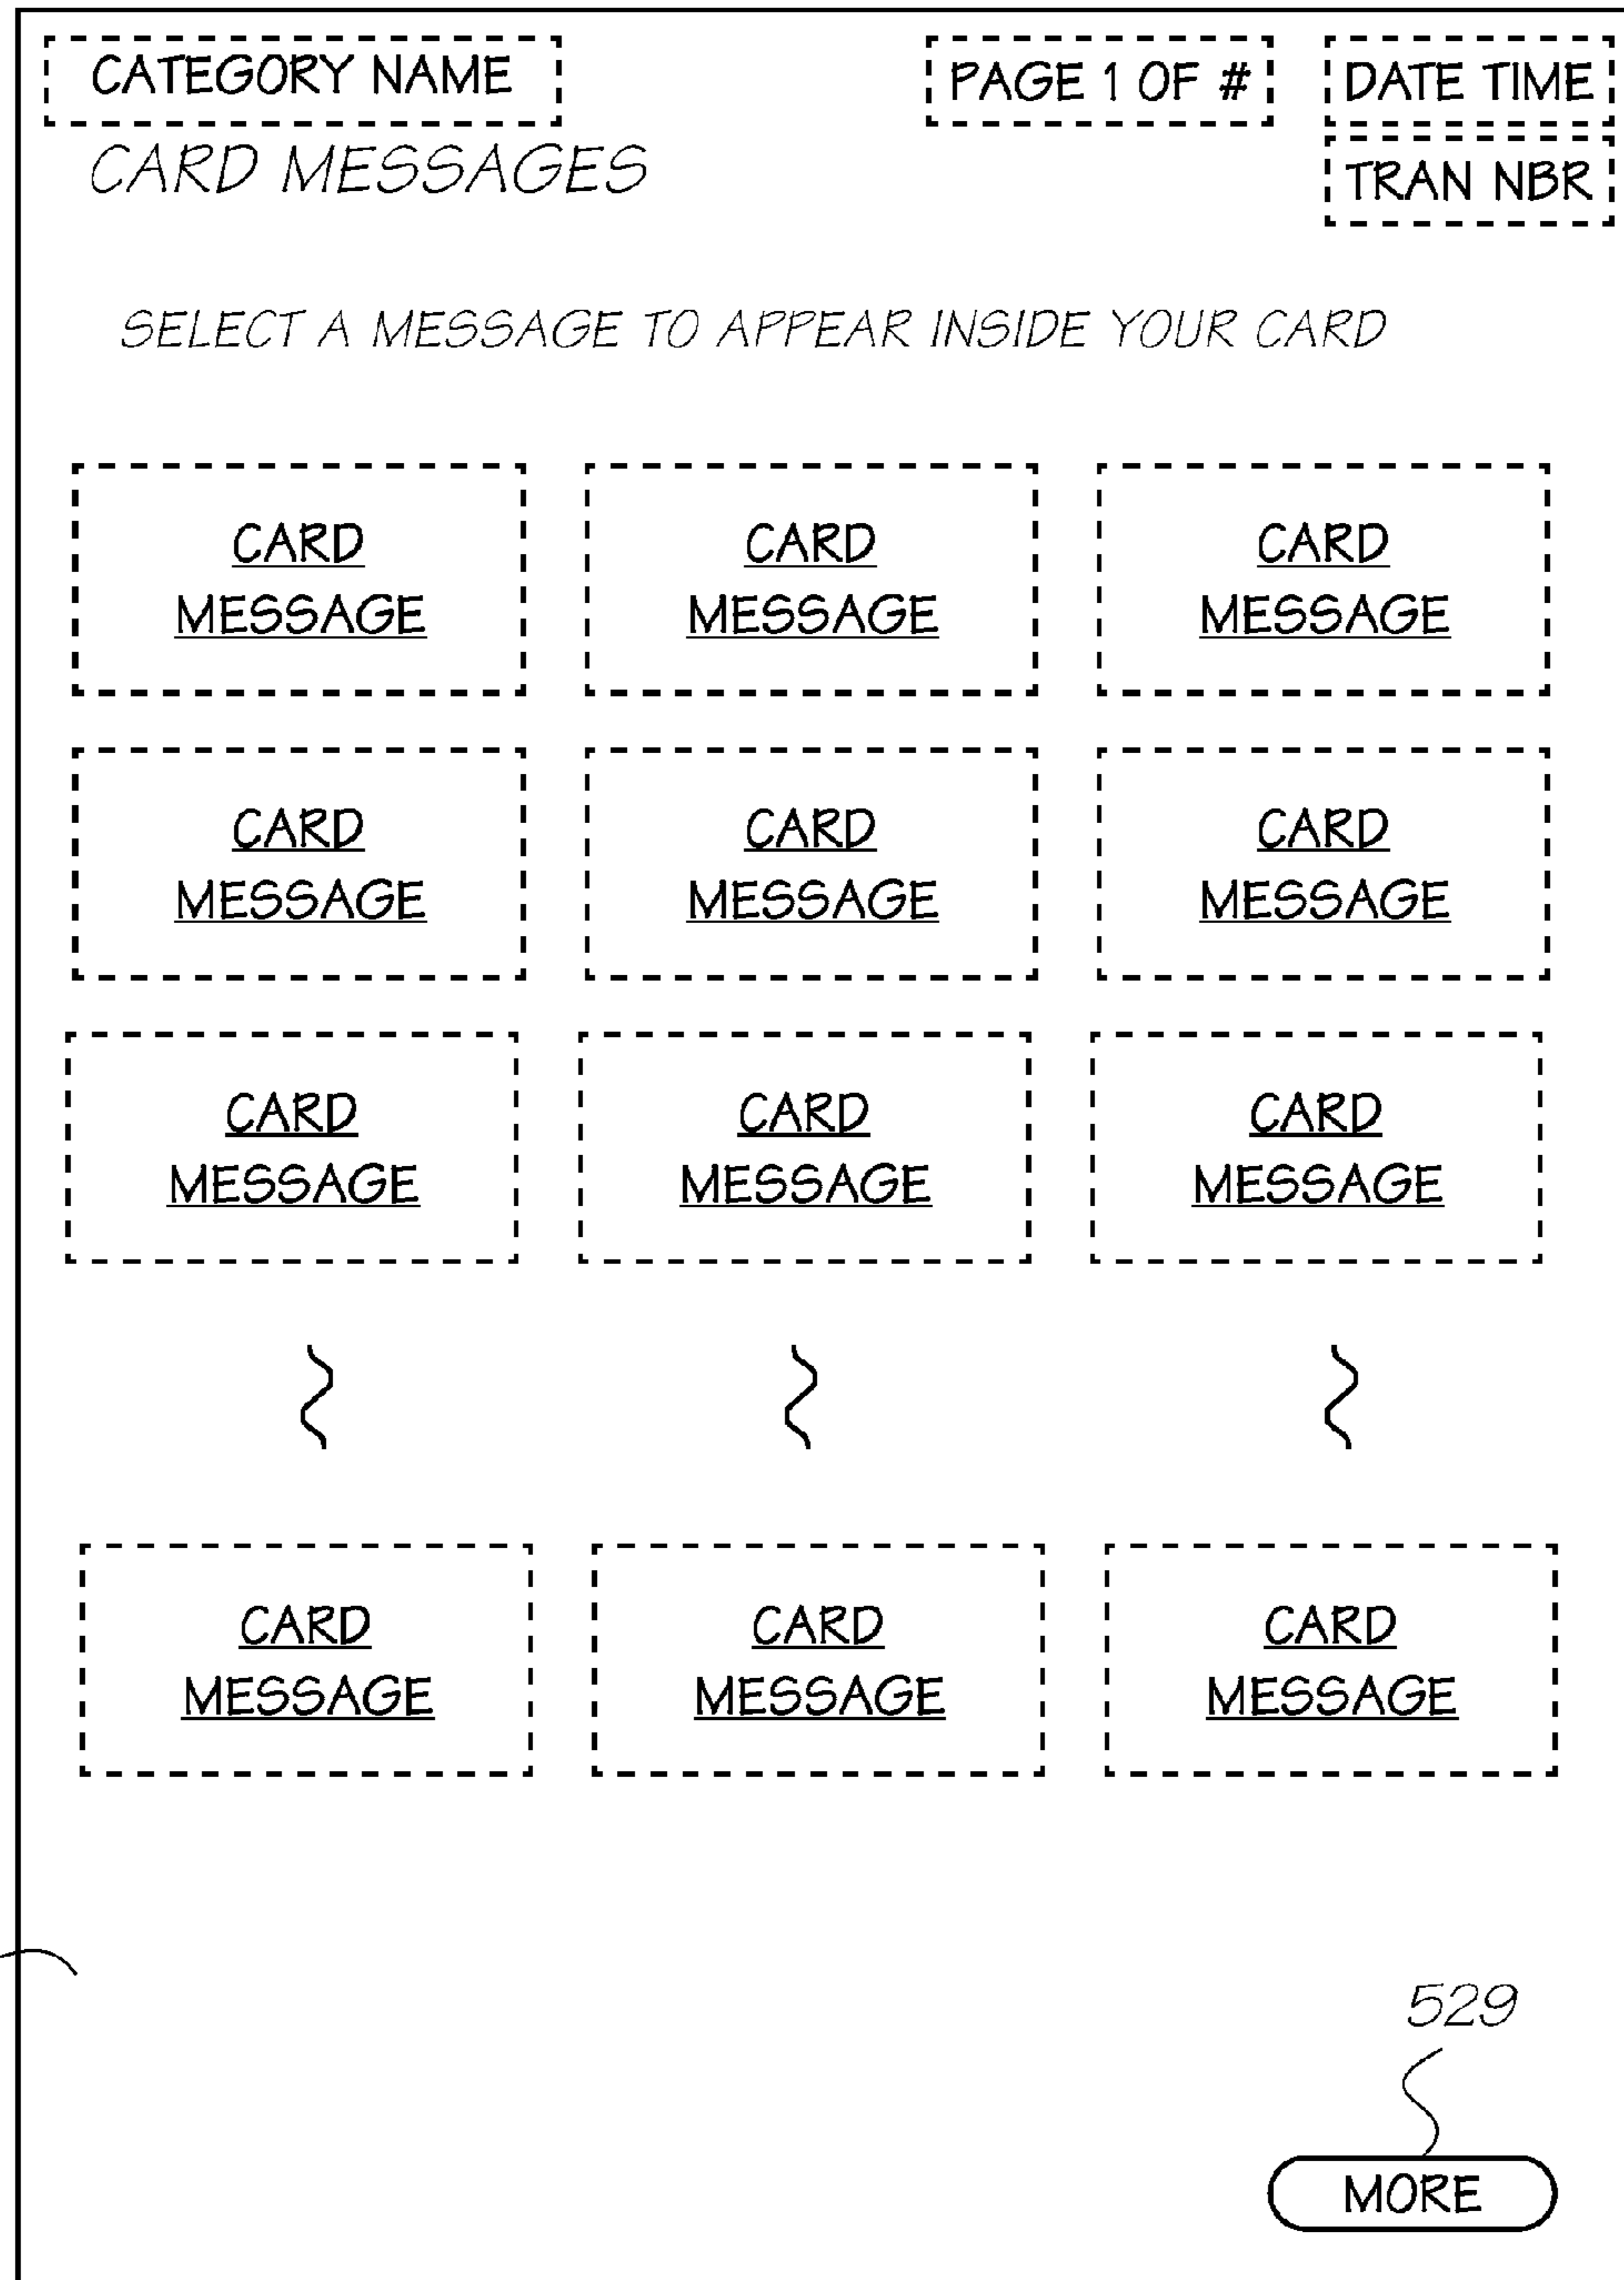 CATEGORY NAME PAGE 1 OF # DATE TIME
CARD MESSAGES TRAN NBR
SELECT A MESSAGE TO APPEAR INSIDE YOUR CARD
CARD CARD CARD
MESSAGE MESSAGE MESSAGE
CARD CARD CARD
MESSAGE MESSAGE MESSAGE
CARD CARD CARD
MESSAGE MESSAGE MESSAGE
CARD CARD CARD
MESSAGE MESSAGE MESSAGE
529
MORE